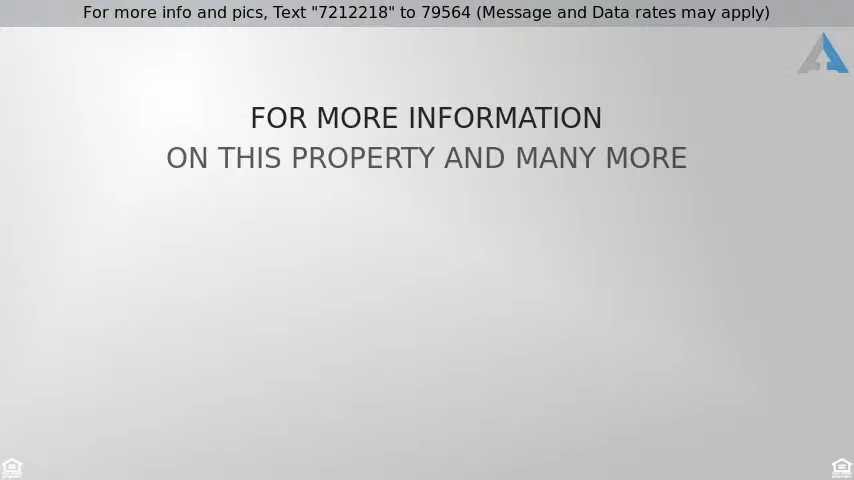 For more info and pics, Text "7212218" to 79564 (Message and Data rates may apply)
FOR MORE INFORMATION
ON THIS PROPERTY AND MANY MORE